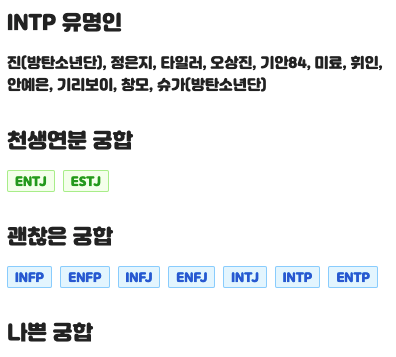 INTP 유명인
진(방탄소년단), 정은지, 타일러, 오상진, 기안84, 미료, 휘인,
안예은, 기리보이, 창모, 슈가(방탄소년단)
천생연분 궁합
ENTJ ESTJ
괜찮은 궁합
INFP ENFP INFJ ENFJ INTJ INTP ENTP
나쁜 궁합